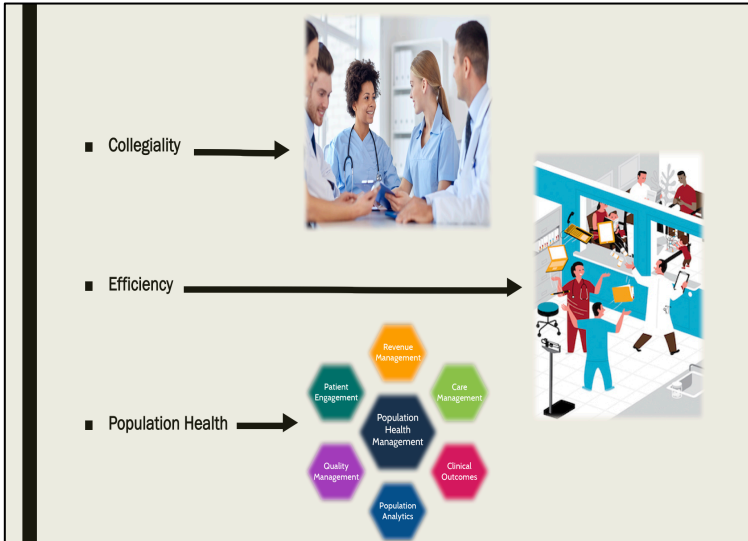 Collegiality
Efficiency
Population Health
Revenue
Management
Patient
Engagement
Care
Management
Population
Health
Management
Quality
Management
Clinical
Outcomes
Population
Analytics